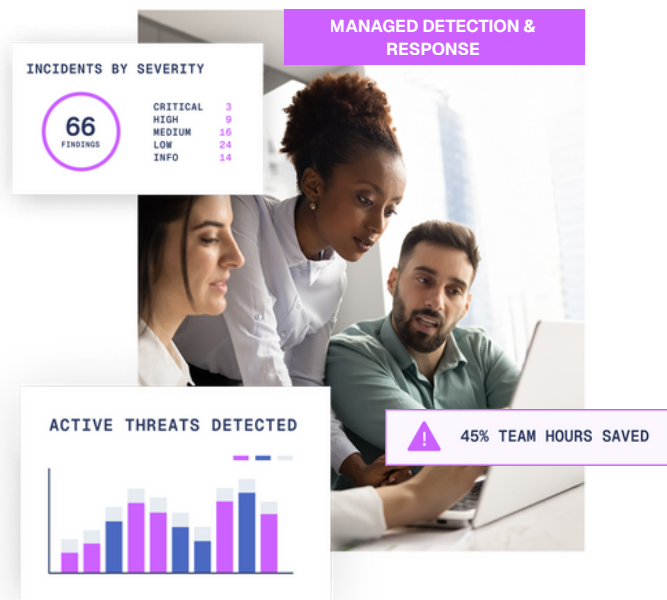 MANAGED DETECTION &
RESPONSE
INCIDENTS BY SEVERITY
66
FINDINGS
CRITICAL 3
HIGH 9
MEDIUM 16
LOW 24
INFO 14
ACTIVE THREATS DETECTED
45% TEAM HOURS SAVED